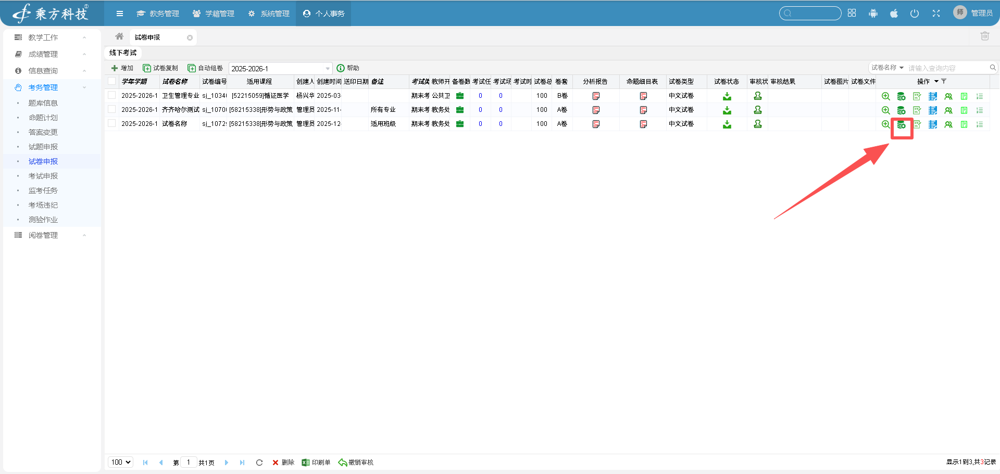 乘方科技
教务管理 学籍管理 系统管理 个人事务
师 管理员
教学工作
成绩管理
信息查询
考务管理
题库信息
命题计划
答案变更
试题申报
试卷申报
考试申报
监考任务
考场违纪
测验作业
阅卷管理
试卷申报
线下考试
增加 试卷复制 自动组卷 2025-2026-1 帮助 试卷名称 请输入查询内容
学年学期 试卷名称 试卷编号 适用课程 创建人 创建时间 送印日期 备注 考试类 教师开 备卷数 考试任 考试场 考试时 试卷总 卷套 分析报告 命题细目表 试卷类型 试卷状态 审核状 审核结果 试卷图片 试卷文件 操作
2025-2026-1 卫生管理专业 sj_1034 [52215059]循证医学 杨兴华 2025-03- 期末考 公共卫 0 0 100 B卷 中文试卷
2025-2026-1 齐齐哈尔测试 sj_1070 [58215338]形势与政策 管理员 2025-11- 所有专业 期末考 教务处 0 0 100 A卷 中文试卷
2025-2026-1 试卷名称 sj_1072 [58215338]形势与政策 管理员 2025-12 适用班级 期末考 教务处 0 0 100 A卷 中文试卷
100 第 1 共1页 删除 印刷单 撤销审核 显示1到3,共3记录